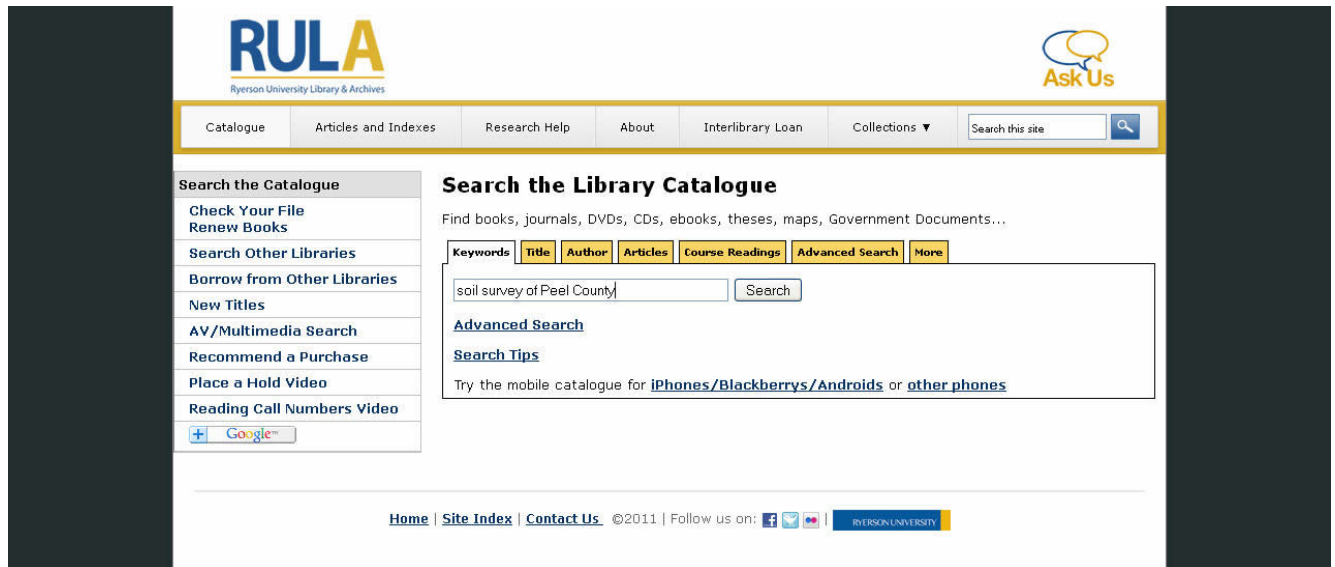 RULA
Ryerson University Library & Archives
Ask Us
Catalogue Articles and Indexes Research Help About Interlibrary Loan Collections ▼ Search this site
Search the Catalogue
Check Your File
Renew Books
Search Other Libraries
Borrow from Other Libraries
New Titles
AV/Multimedia Search
Recommend a Purchase
Place a Hold Video
Reading Call Numbers Video
+ Google™
Search the Library Catalogue
Find books, journals, DVDs, CDs, ebooks, theses, maps, Government Documents...
Keywords Title Author Articles Course Readings Advanced Search More
soil survey of Peel County Search
Advanced Search
Search Tips
Try the mobile catalogue for iPhones/Blackberrys/Androids or other phones
Home | Site Index | Contact Us ©2011 | Follow us on: | RYERSON UNIVERSITY